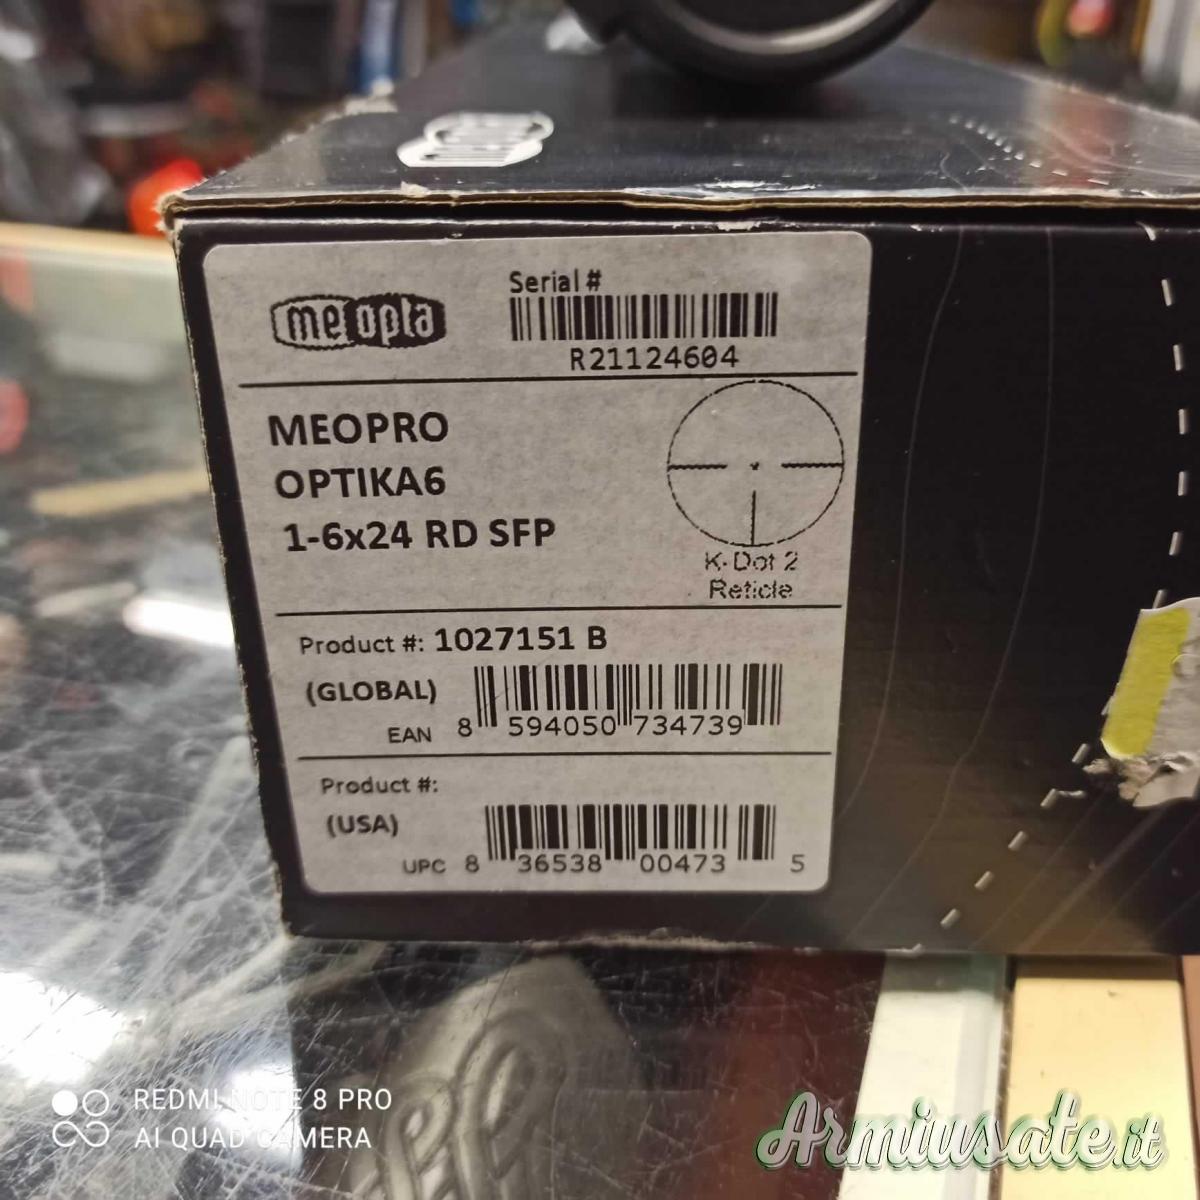 meopta
Serial #
R21124604
MEOPRO
OPTIKA6
1-6x24 RD SFP
K-Dot 2
Reticle
Product #: 1027151 B
(GLOBAL)
EAN 8 594050 734739
Product #:
(USA)
UPC 8 36538 00473 5
REDMI NOTE 8 PRO
AI QUAD CAMERA
Armiusate.it